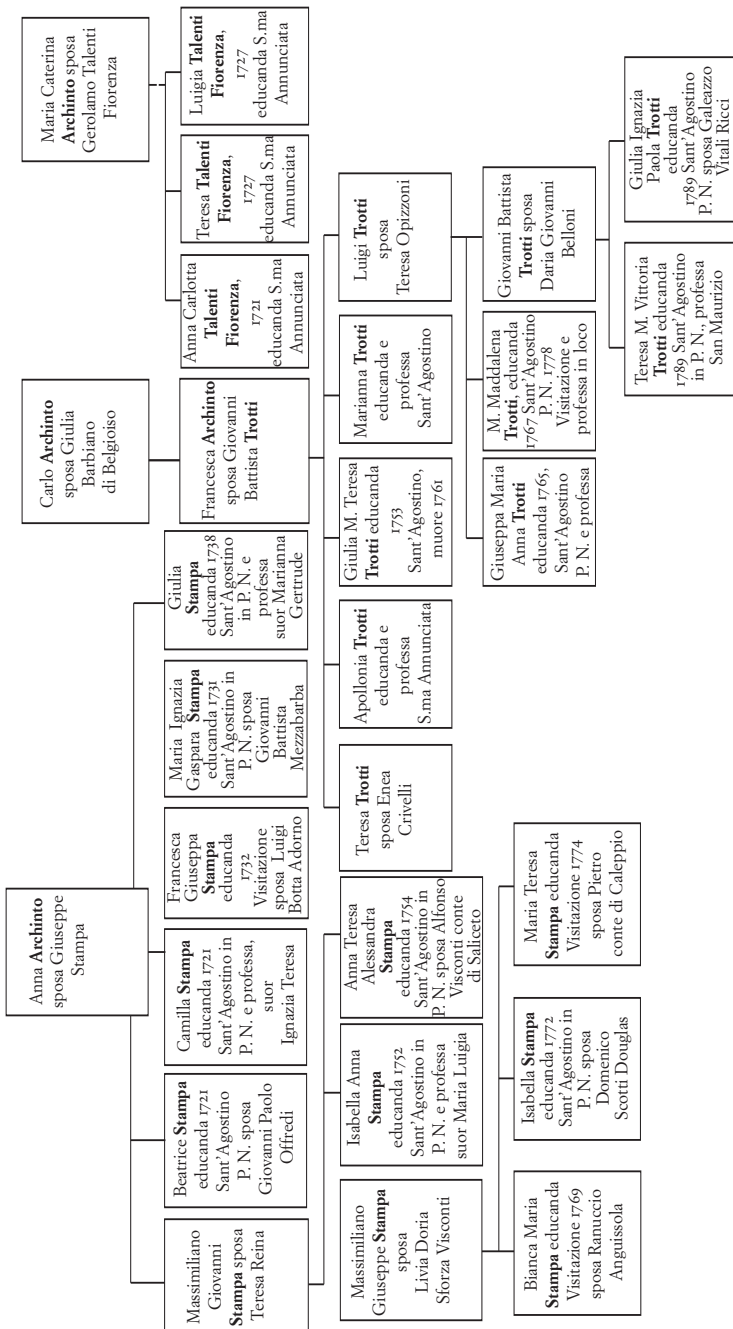 Anna Archinto
sposa Giuseppe
Stampa
Carlo Archinto
sposa Giulia
Barbiano
di Belgioiso
Maria Caterina
Archinto sposa
Gerolamo Talenti
Fiorenza
Massimiliano
Giovanni
Stampa sposa
Teresa Reina
Beatrice Stampa
educanda 1721
Sant'Agostino
P. N. sposa
Giovanni Paolo
Offredi
Camilla Stampa
educanda 1721
Sant'Agostino in
P. N. e professa,
suor
Ignazia Teresa
Francesca
Giuseppa
Stampa
educanda
1732
Visitazione
sposa Luigi
Botta Adorno
Maria Ignazia
Gaspara Stampa
educanda 1731
Sant'Agostino in
P. N. sposa
Giovanni
Battista
Mezzabarba
Giulia
Stampa
educanda 1738
Sant'Agostino
in P. N. e
professa
suor Marianna
Gertrude
Francesca Archinto
sposa Giovanni
Battista Trotti
Anna Carlotta
Talenti
Fiorenza,
1721
educanda S.ma
Annunciata
Teresa Talenti
Fiorenza,
1727
educanda S.ma
Annunciata
Luigia Talenti
Fiorenza,
1727
educanda S.ma
Annunciata
Massimiliano
Giuseppe Stampa
sposa
Livia Doria
Sforza Visconti
Isabella Anna
Stampa
educanda 1752
Sant'Agostino in
P. N. e professa
suor Maria Luigia
Anna Teresa
Alessandra
Stampa
educanda 1754
Sant'Agostino in
P. N. sposa Alfonso
Visconti conte
di Saliceto
Teresa Trotti
sposa Enea
Crivelli
Apollonia Trotti
educanda e
professa
S.ma Annunciata
Giulia M. Teresa
Trotti educanda
1753
Sant'Agostino,
muore 1761
Marianna Trotti
educanda e
professa
Sant'Agostino
Luigi Trotti
sposa
Teresa Opizzoni
Bianca Maria
Stampa educanda
Visitazione 1769
sposa Ranuccio
Anguissola
Isabella Stampa
educanda 1772
Sant'Agostino in
P. N. sposa
Domenico
Scotti Douglas
Maria Teresa
Stampa educanda
Visitazione 1774
sposa Pietro
conte di Caleppio
Giuseppa Maria
Anna Trotti
educanda 1765,
Sant'Agostino
P. N. e professa
M. Maddalena
Trotti, educanda
1767 Sant'Agostino
P. N. 1778
Visitazione e
professa in loco
Giovanni Battista
Trotti sposa
Daria Giovanni
Belloni
Teresa M. Vittoria
Trotti educanda
1789 Sant'Agostino
in P. N., professa
San Maurizio
Giulia Ignazia
Paola Trotti
educanda
1789 Sant'Agostino
P. N. sposa Galeazzo
Vitali Ricci